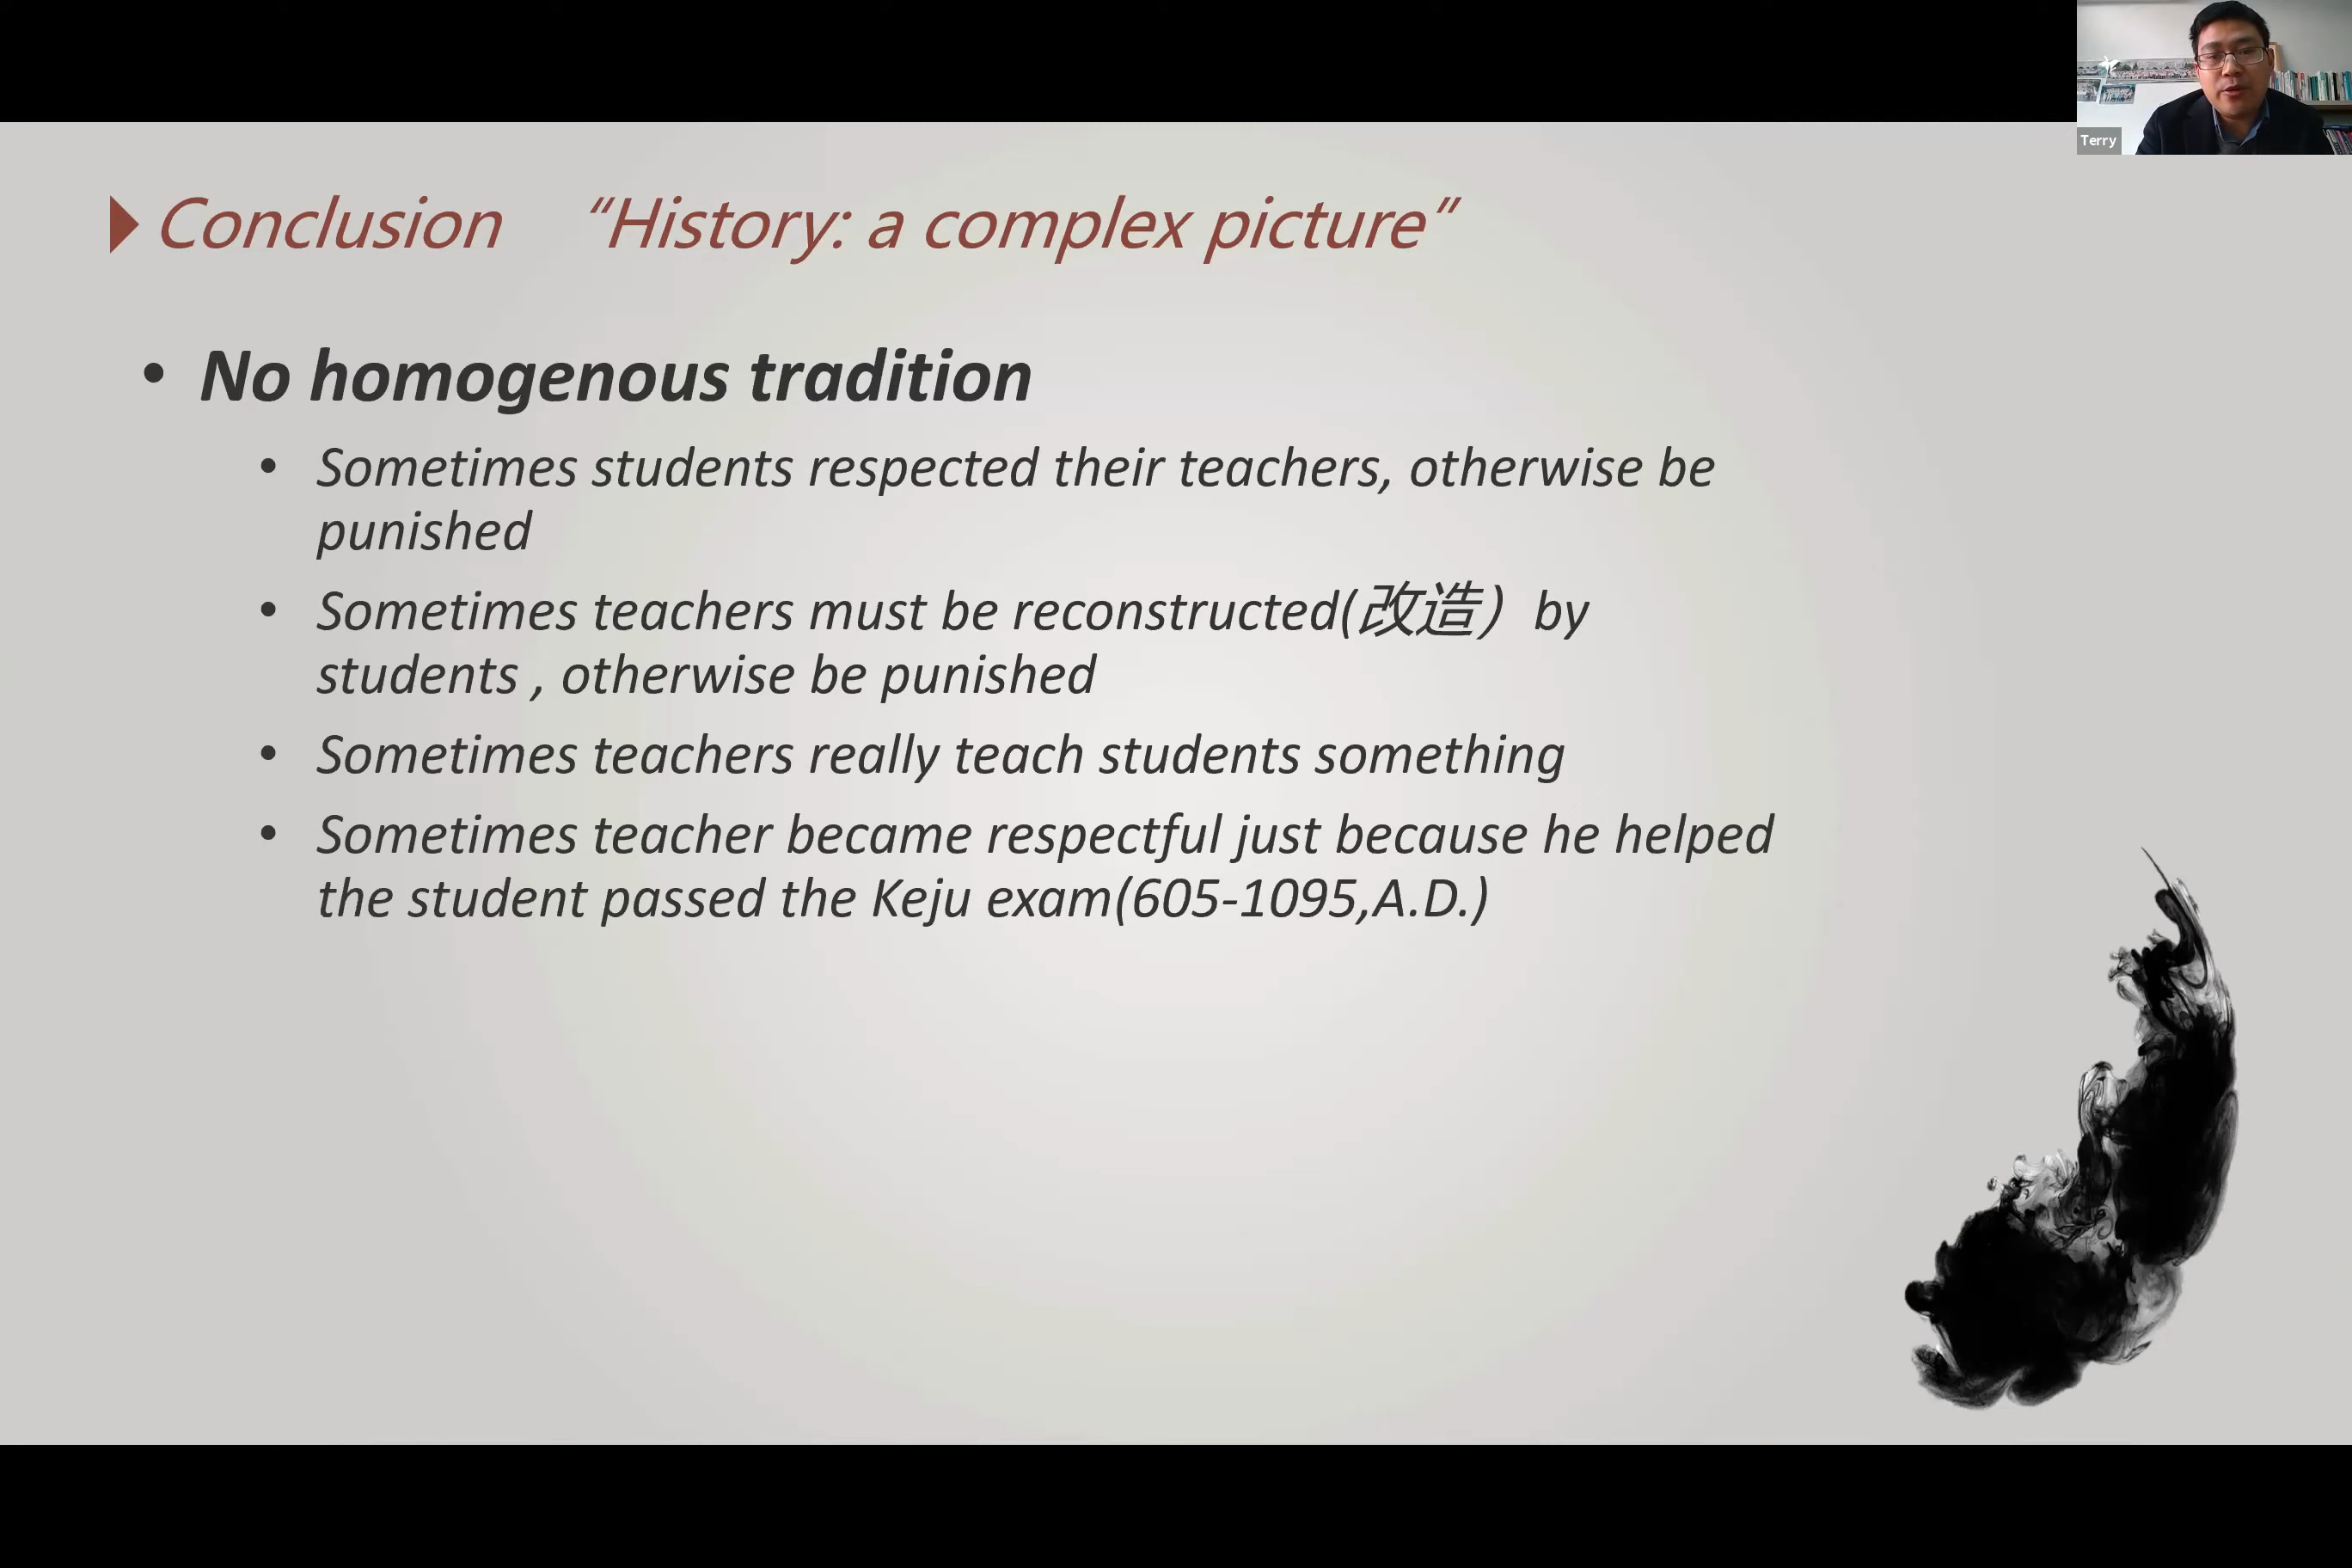 Terry
Conclusion “History: a complex picture”
• No homogenous tradition
• Sometimes students respected their teachers, otherwise be
punished
• Sometimes teachers must be reconstructed(改造）by
students , otherwise be punished
• Sometimes teachers really teach students something
• Sometimes teacher became respectful just because he helped
the student passed the Keju exam(605-1095,A.D.)